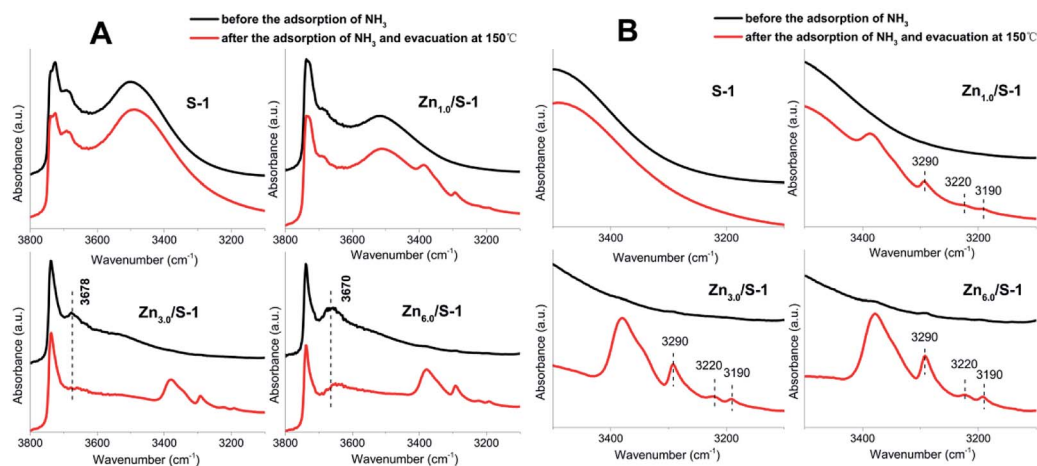 A
before the adsorption of NH3
after the adsorption of NH3 and evacuation at 150℃
S-1
Absorbance (a.u.)
3800 3600 3400 3200
Wavenumber (cm-1)
Zn1.0/S-1
Absorbance (a.u.)
3800 3600 3400 3200
Wavenumber (cm-1)
3678
Zn3.0/S-1
Absorbance (a.u.)
3800 3600 3400 3200
Wavenumber (cm-1)
3670
Zn6.0/S-1
Absorbance (a.u.)
3800 3600 3400 3200
Wavenumber (cm-1)
B
before the adsorption of NH3
after the adsorption of NH3 and evacuation at 150℃
S-1
Absorbance (a.u.)
3400 3200
Wavenumber (cm-1)
Zn1.0/S-1
3290
3220 3190
Absorbance (a.u.)
3400 3200
Wavenumber (cm-1)
Zn3.0/S-1
3290
3220 3190
Absorbance (a.u.)
3400 3200
Wavenumber (cm-1)
Zn6.0/S-1
3290
3220 3190
Absorbance (a.u.)
3400 3200
Wavenumber (cm-1)